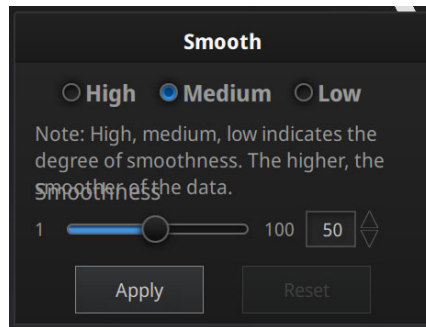 Smooth
High Medium Low
Note: High, medium, low indicates the
degree of smoothness. The higher, the
smoother of the data.
Smoothness
1 100 50
Apply Reset